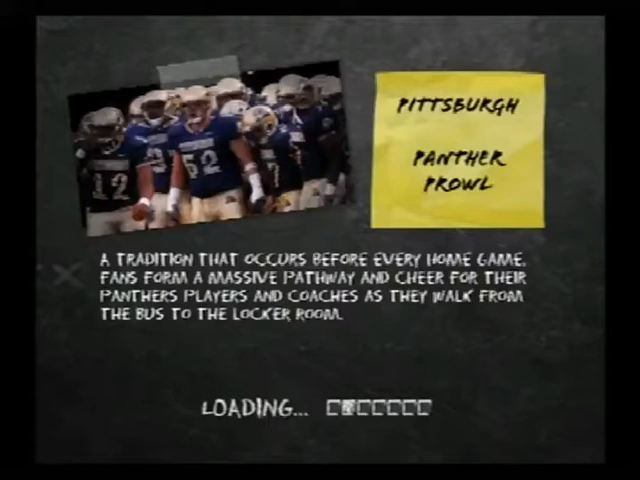 PITTSBURGH
PANTHER
PROWL
12
52
A TRADITION THAT OCCURS BEFORE EVERY HOME GAME,
FANS FORM A MASSIVE PATHWAY AND CHEER FOR THEIR
PANTHERS PLAYERS AND COACHES AS THEY WALK FROM
THE BUS TO THE LOCKER ROOM.
LOADING...